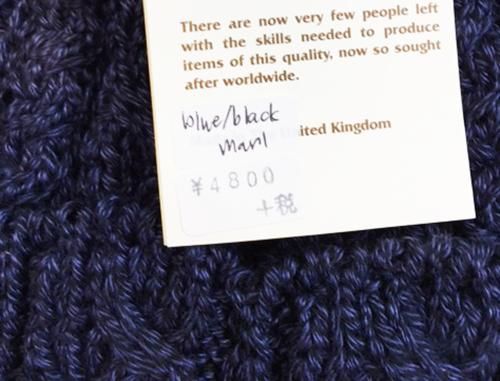 There are now very few people left
with the skills needed to produce
items of this quality, now so sought
after worldwide.
blue/black
Marl
United Kingdom
¥4800
+税